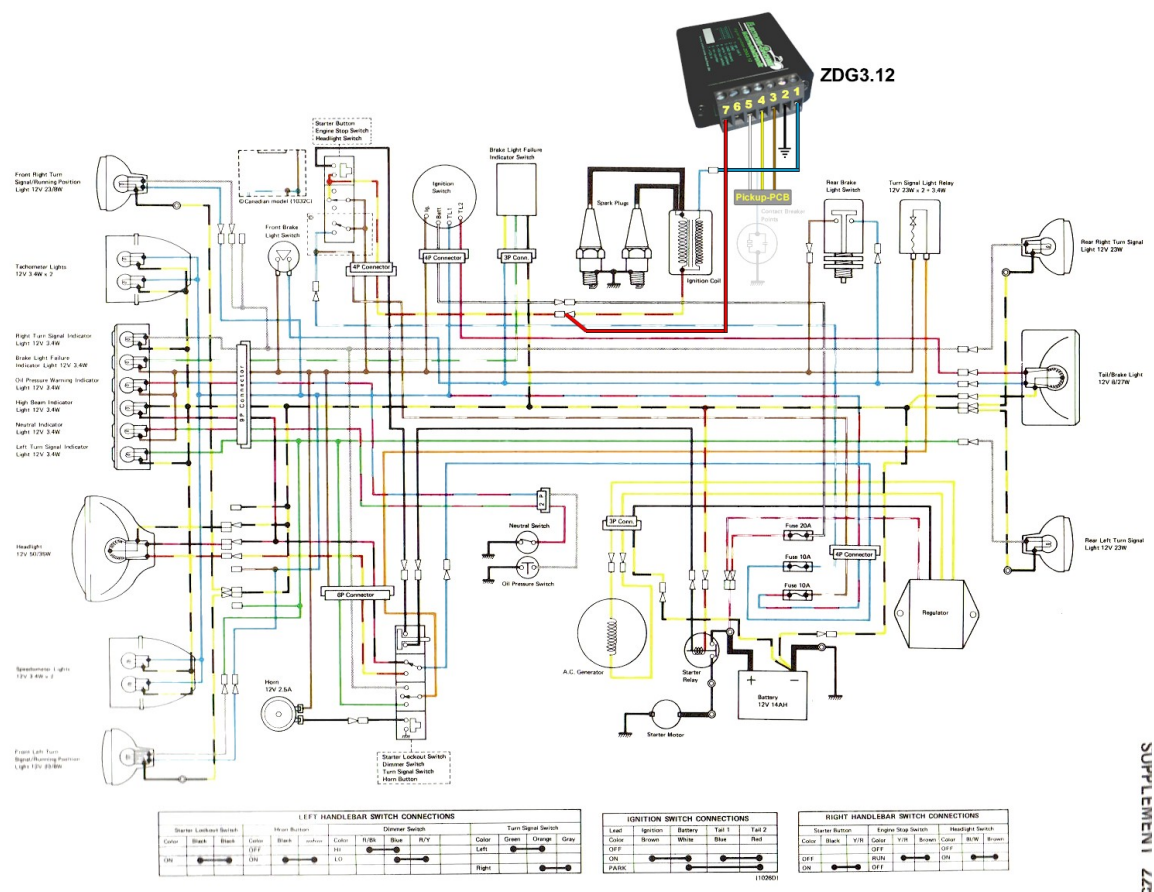 ZDG3.12
7 6 5 4 3 2 1
Pickup-PCB
Contact Breaker
Points
Starter Button
Engine Stop Switch
Headlight Switch
Brake Light Failure
Indicator Switch
Front Right Turn
Signal/Running Position
Light 12V 23/8W
©Canadian model (1032C)
Ignition
Switch
Ig.
Batt
TL1
TL2
Spark Plugs
Ignition Coil
Rear Brake
Light Switch
Turn Signal Light Relay
12V 23W x 2 + 3.4W
Front Brake
Light Switch
4P Connector
4P Connector
3P Conn.
Rear Right Turn Signal
Light 12V 23W
Tachometer Lights
12V 3.4W x 2
Right Turn Signal Indicator
Light 12V 3.4W
Brake Light Failure
Indicator Light 12V 3.4W
Oil Pressure Warning Indicator
Light 12V 3.4W
High Beam Indicator
Light 12V 3.4W
Neutral Indicator
Light 12V 3.4W
Left Turn Signal Indicator
Light 12V 3.4W
9P Connector
Tail/Brake Light
12V 8/27W
Headlight
12V 50/35W
2 P
Neutral Switch
Oil Pressure Switch
3P Conn.
Fuse 20A
Fuse 10A
Fuse 10A
4P Connector
Rear Left Turn Signal
Light 12V 23W
8P Connector
Regulator
A.C. Generator
Starter
Relay
Battery
12V 14AH
Starter Motor
Speedometer Lights
12V 3.4W x 2
Horn
12V 2.5A
Front Left Turn
Signal/Running Position
Light 12V 23/8W
Starter Lockout Switch
Dimmer Switch
Turn Signal Switch
Horn Button
SUPPLEMENT 225
LEFT HANDLEBAR SWITCH CONNECTIONS
Starter Lockout Switch
Horn Button
Dimmer Switch
Turn Signal Switch
Color Black Black
Color Black
Color R/Bk Blue R/Y
Color Green Orange Gray
OFF
HI
Left
ON
ON
LO
Right
IGNITION SWITCH CONNECTIONS
Lead Ignition Battery Tail 1 Tail 2
Color Brown White Blue Red
OFF
ON
PARK
(1026D)
RIGHT HANDLEBAR SWITCH CONNECTIONS
Starter Button
Engine Stop Switch
Headlight Switch
Color Black Y/R
Color Y/R Brown
Color Bl/W Brown
OFF
OFF
OFF
RUN
ON
ON
OFF